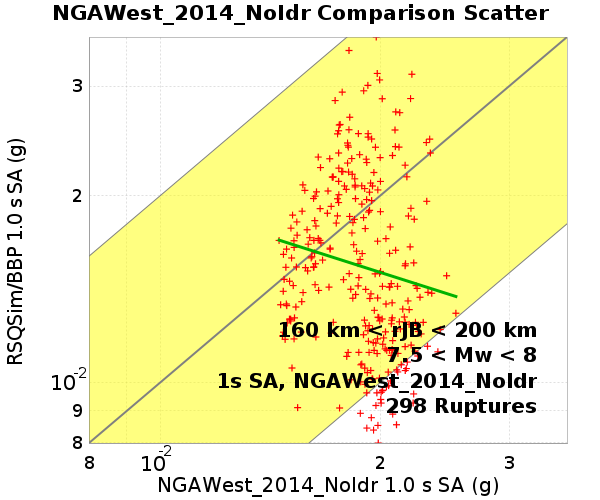 NGAWest_2014_NoIdr Comparison Scatter
RSQSim/BBP 1.0 s SA (g)
3
2
10-2
9
8
160 km < rJB < 200 km
7.5 < Mw < 8
1s SA, NGAWest_2014_NoIdr
298 Ruptures
8 10-2 2 3
NGAWest_2014_NoIdr 1.0 s SA (g)